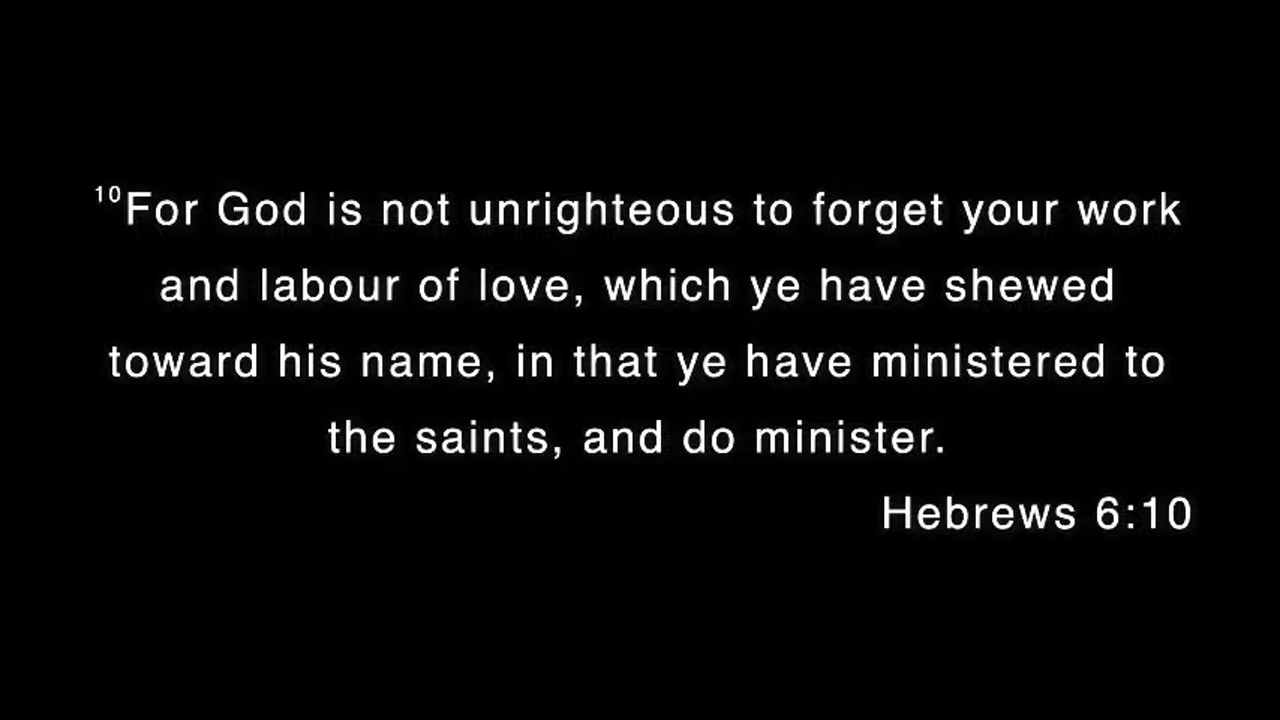 ¹⁰For God is not unrighteous to forget your work
and labour of love, which ye have shewed
toward his name, in that ye have ministered to
the saints, and do minister.
Hebrews 6:10